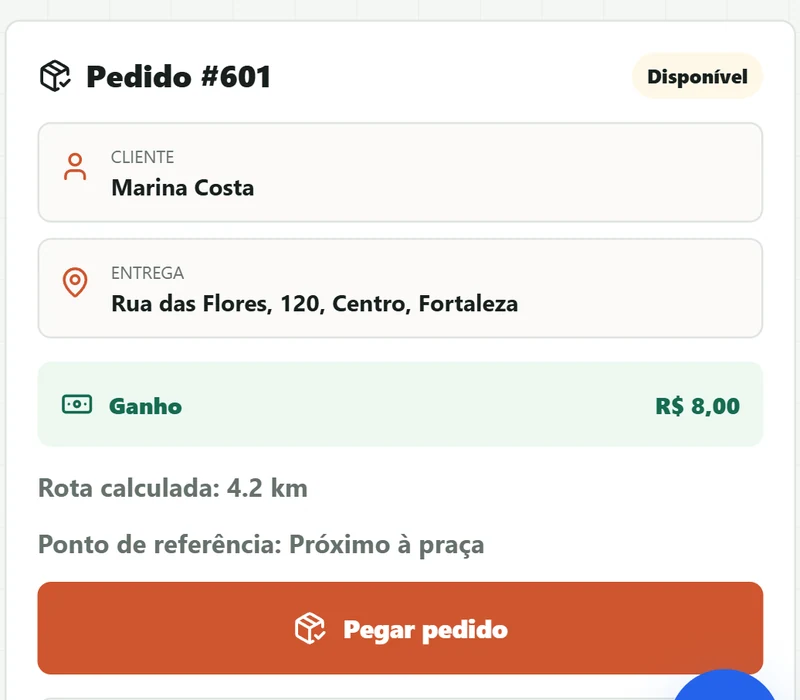 Pedido #601
Disponível
CLIENTE
Marina Costa
ENTREGA
Rua das Flores, 120, Centro, Fortaleza
Ganho
R$ 8,00
Rota calculada: 4.2 km
Ponto de referência: Próximo à praça
Pegar pedido